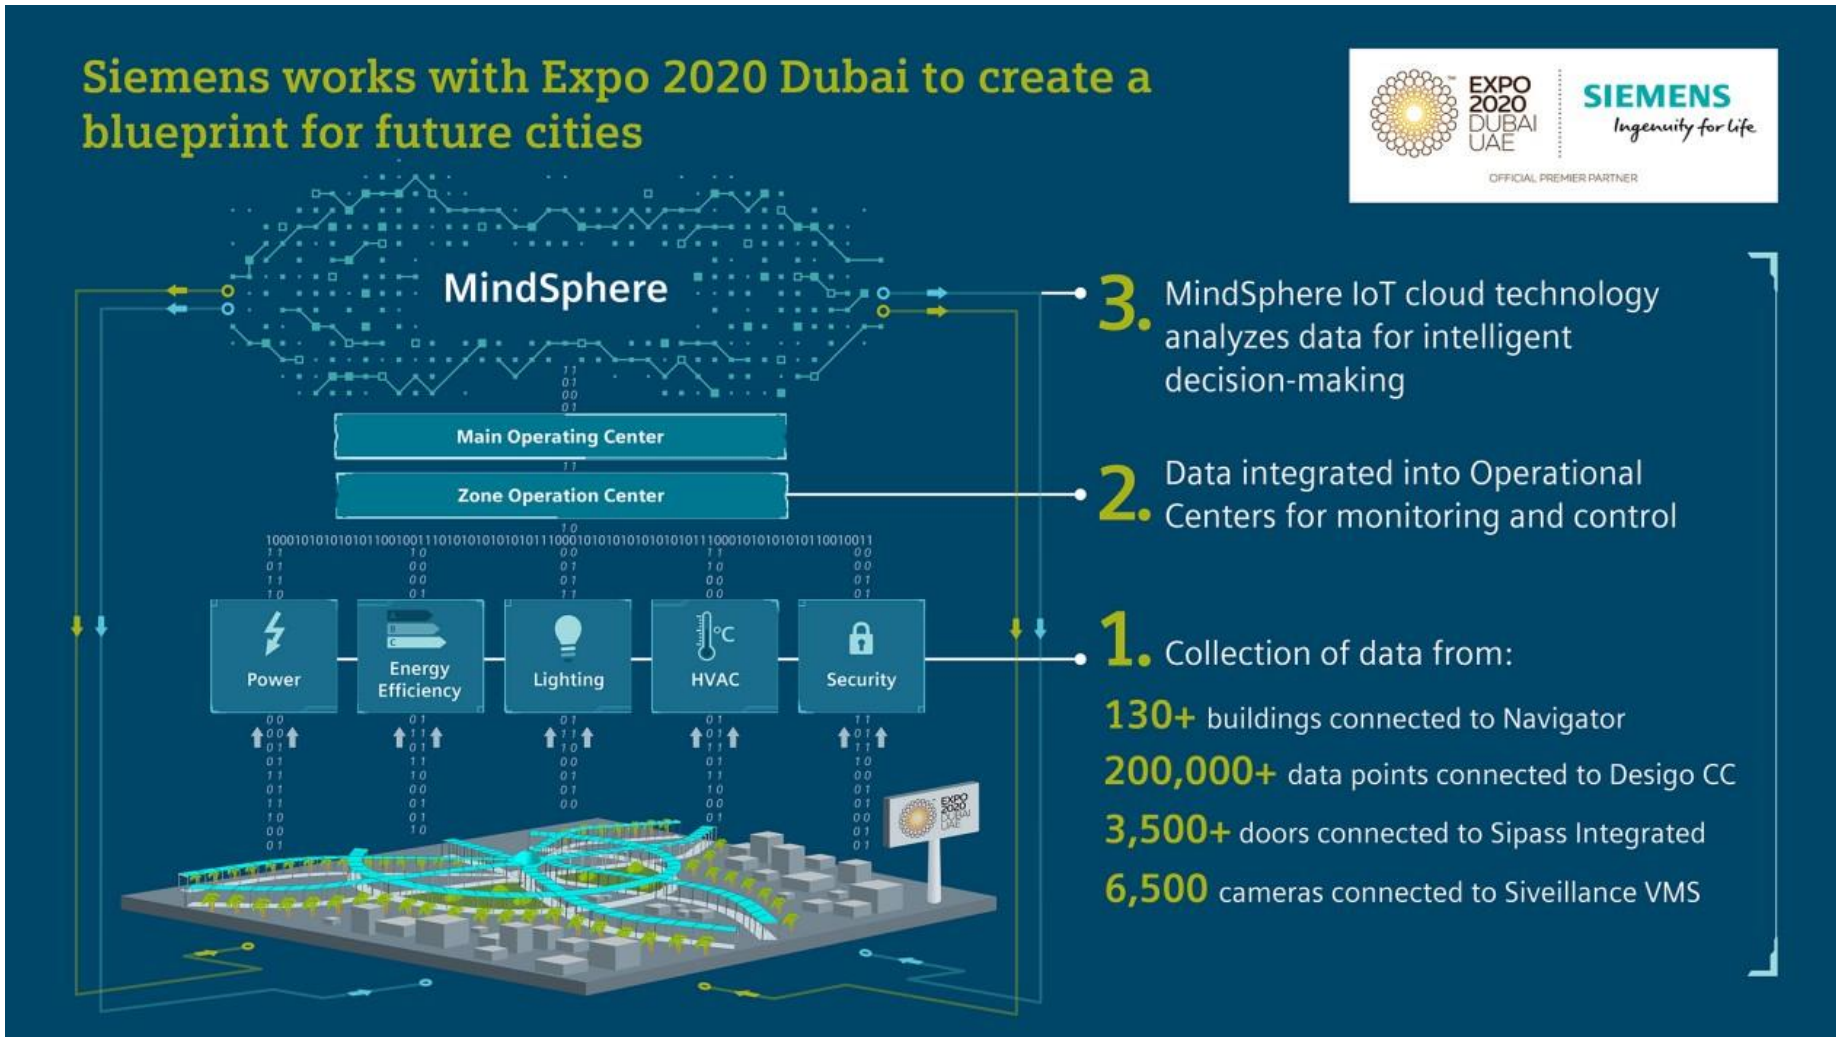 Siemens works with Expo 2020 Dubai to create a
blueprint for future cities
EXPO
2020
DUBAI
UAE
SIEMENS
Ingenuity for life
OFFICIAL PREMIER PARTNER
MindSphere
Main Operating Center
Zone Operation Center
Power
A
B
C
Energy
Efficiency
Lighting
°C
HVAC
Security
EXPO
2020
DUBAI
UAE
3. MindSphere IoT cloud technology
analyzes data for intelligent
decision-making
2. Data integrated into Operational
Centers for monitoring and control
1. Collection of data from:
130+ buildings connected to Navigator
200,000+ data points connected to Desigo CC
3,500+ doors connected to Sipass Integrated
6,500 cameras connected to Siveillance VMS